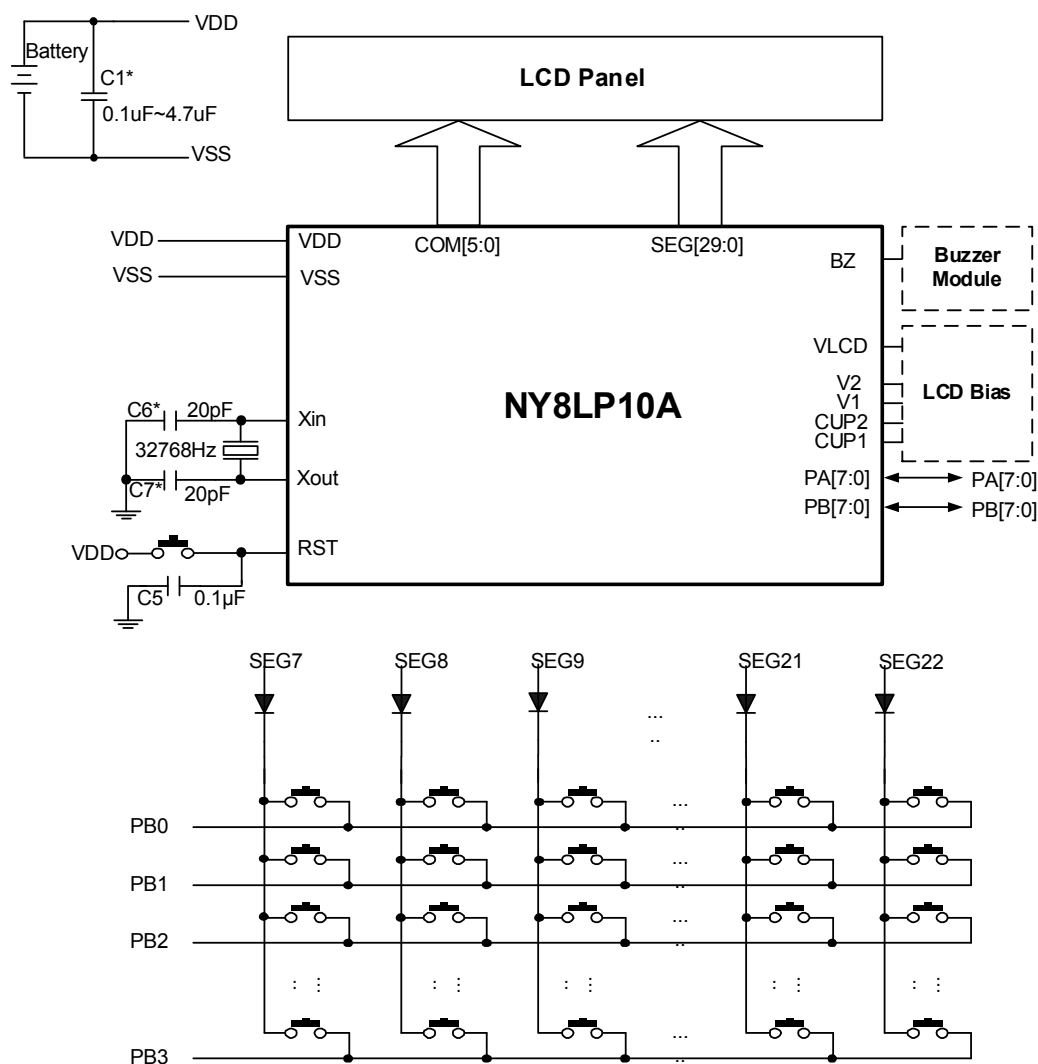 VDD
Battery
C1*
0.1uF~4.7uF
VSS
LCD Panel
VDD
VDD
COM[5:0]
SEG[29:0]
BZ
Buzzer
Module
VSS
VSS
VLCD
V2
V1
CUP2
CUP1
LCD Bias
NY8LP10A
C6*
20pF
Xin
32768Hz
C7*
20pF
Xout
PA[7:0]
PA[7:0]
PB[7:0]
PB[7:0]
VDD
RST
C5
0.1µF
SEG7
SEG8
SEG9
SEG21
SEG22
...
..
...
PB0
..
...
PB1
..
...
PB2
..
: ⋮
: ⋮
: ⋮
: ⋮
: ⋮
...
PB3
..